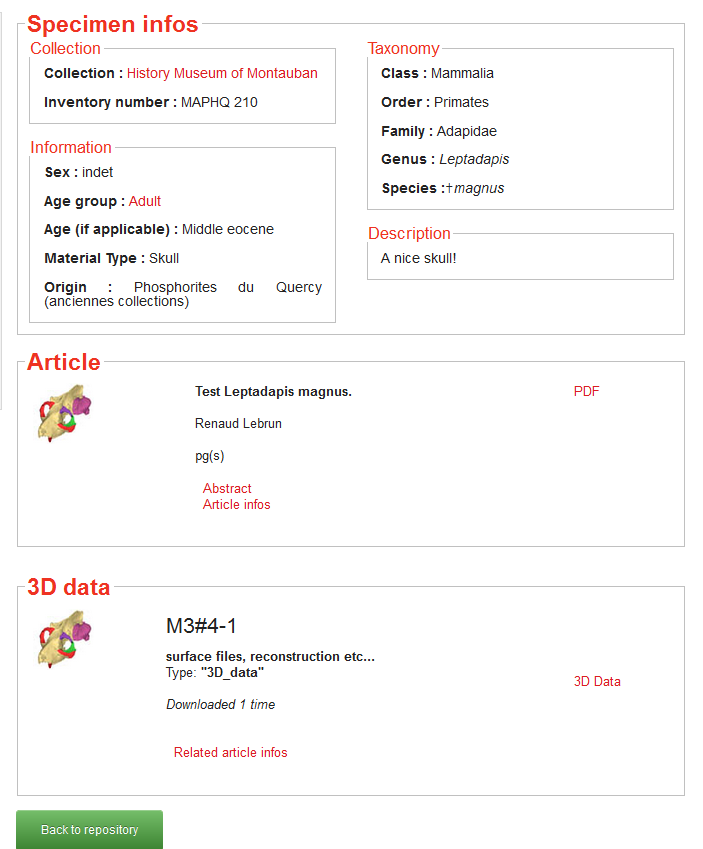 Specimen infos
Collection
Collection : History Museum of Montauban
Inventory number : MAPHQ 210
Information
Sex : indet
Age group : Adult
Age (if applicable) : Middle eocene
Material Type : Skull
Origin : Phosphorites du Quercy
(anciennes collections)
Taxonomy
Class : Mammalia
Order : Primates
Family : Adapidae
Genus : Leptadapis
Species :†magnus
Description
A nice skull!
Article
Test Leptadapis magnus.
PDF
Renaud Lebrun
pg(s)
Abstract
Article infos
3D data
M3#4-1
surface files, reconstruction etc...
Type: "3D_data"
3D Data
Downloaded 1 time
Related article infos
Back to repository